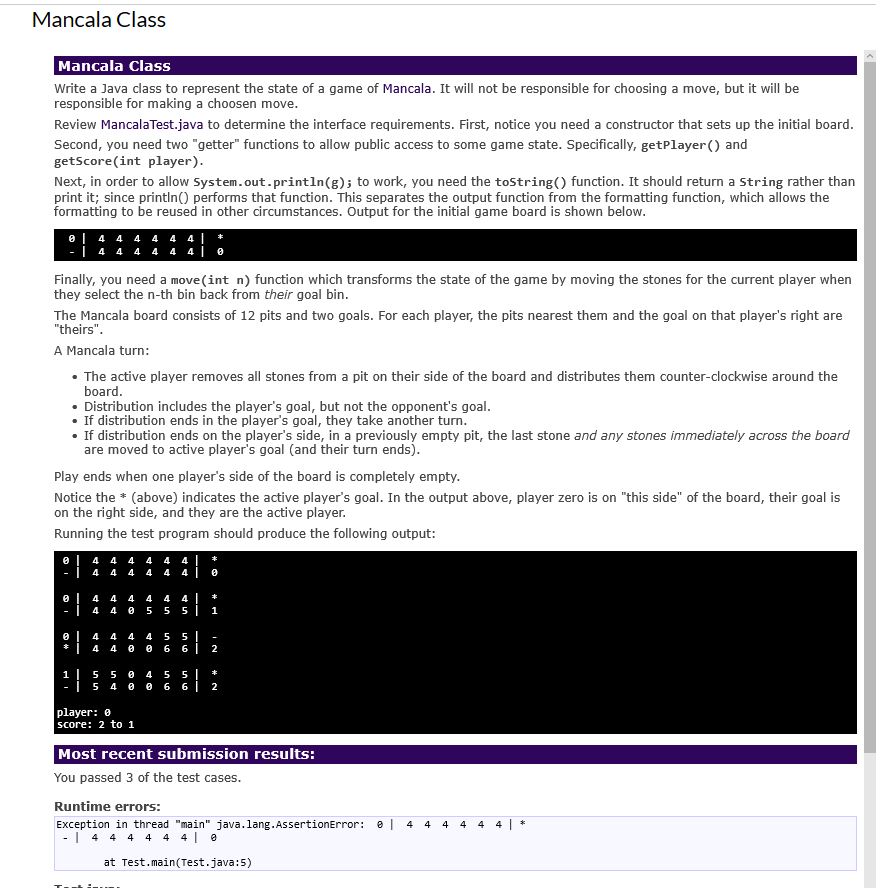 Mancala Class
Mancala Class
Write a Java class to represent the state of a game of Mancala. It will not be responsible for choosing a move, but it will be
responsible for making a choosen move.
Review MancalaTest.java to determine the interface requirements. First, notice you need a constructor that sets up the initial board.
Second, you need two "getter" functions to allow public access to some game state. Specifically, getPlayer() and
getScore(int player).
Next, in order to allow System.out.println(g); to work, you need the toString() function. It should return a String rather than
print it; since println() performs that function. This separates the output function from the formatting function, which allows the
formatting to be reused in other circumstances. Output for the initial game board is shown below.
0 | 4 4 4 4 4 4 | *
- | 4 4 4 4 4 4 | 0
Finally, you need a move(int n) function which transforms the state of the game by moving the stones for the current player when
they select the n-th bin back from their goal bin.
The Mancala board consists of 12 pits and two goals. For each player, the pits nearest them and the goal on that player's right are
"theirs".
A Mancala turn:
• The active player removes all stones from a pit on their side of the board and distributes them counter-clockwise around the
board.
• Distribution includes the player's goal, but not the opponent's goal.
• If distribution ends in the player's goal, they take another turn.
• If distribution ends on the player's side, in a previously empty pit, the last stone and any stones immediately across the board
are moved to active player's goal (and their turn ends).
Play ends when one player's side of the board is completely empty.
Notice the * (above) indicates the active player's goal. In the output above, player zero is on "this side" of the board, their goal is
on the right side, and they are the active player.
Running the test program should produce the following output:
0 | 4 4 4 4 4 4 | *
- | 4 4 4 4 4 4 | 0
0 | 4 4 4 4 4 4 | *
- | 4 4 0 5 5 5 | 1
0 | 4 4 4 4 5 5 | -
* | 4 4 0 0 6 6 | 2
1 | 5 5 0 4 5 5 | *
- | 5 4 0 0 6 6 | 2
player: 0
score: 2 to 1
Most recent submission results:
You passed 3 of the test cases.
Runtime errors:
Exception in thread "main" java.lang.AssertionError: 0 | 4 4 4 4 4 4 | *
- | 4 4 4 4 4 4 | 0
at Test.main(Test.java:5)